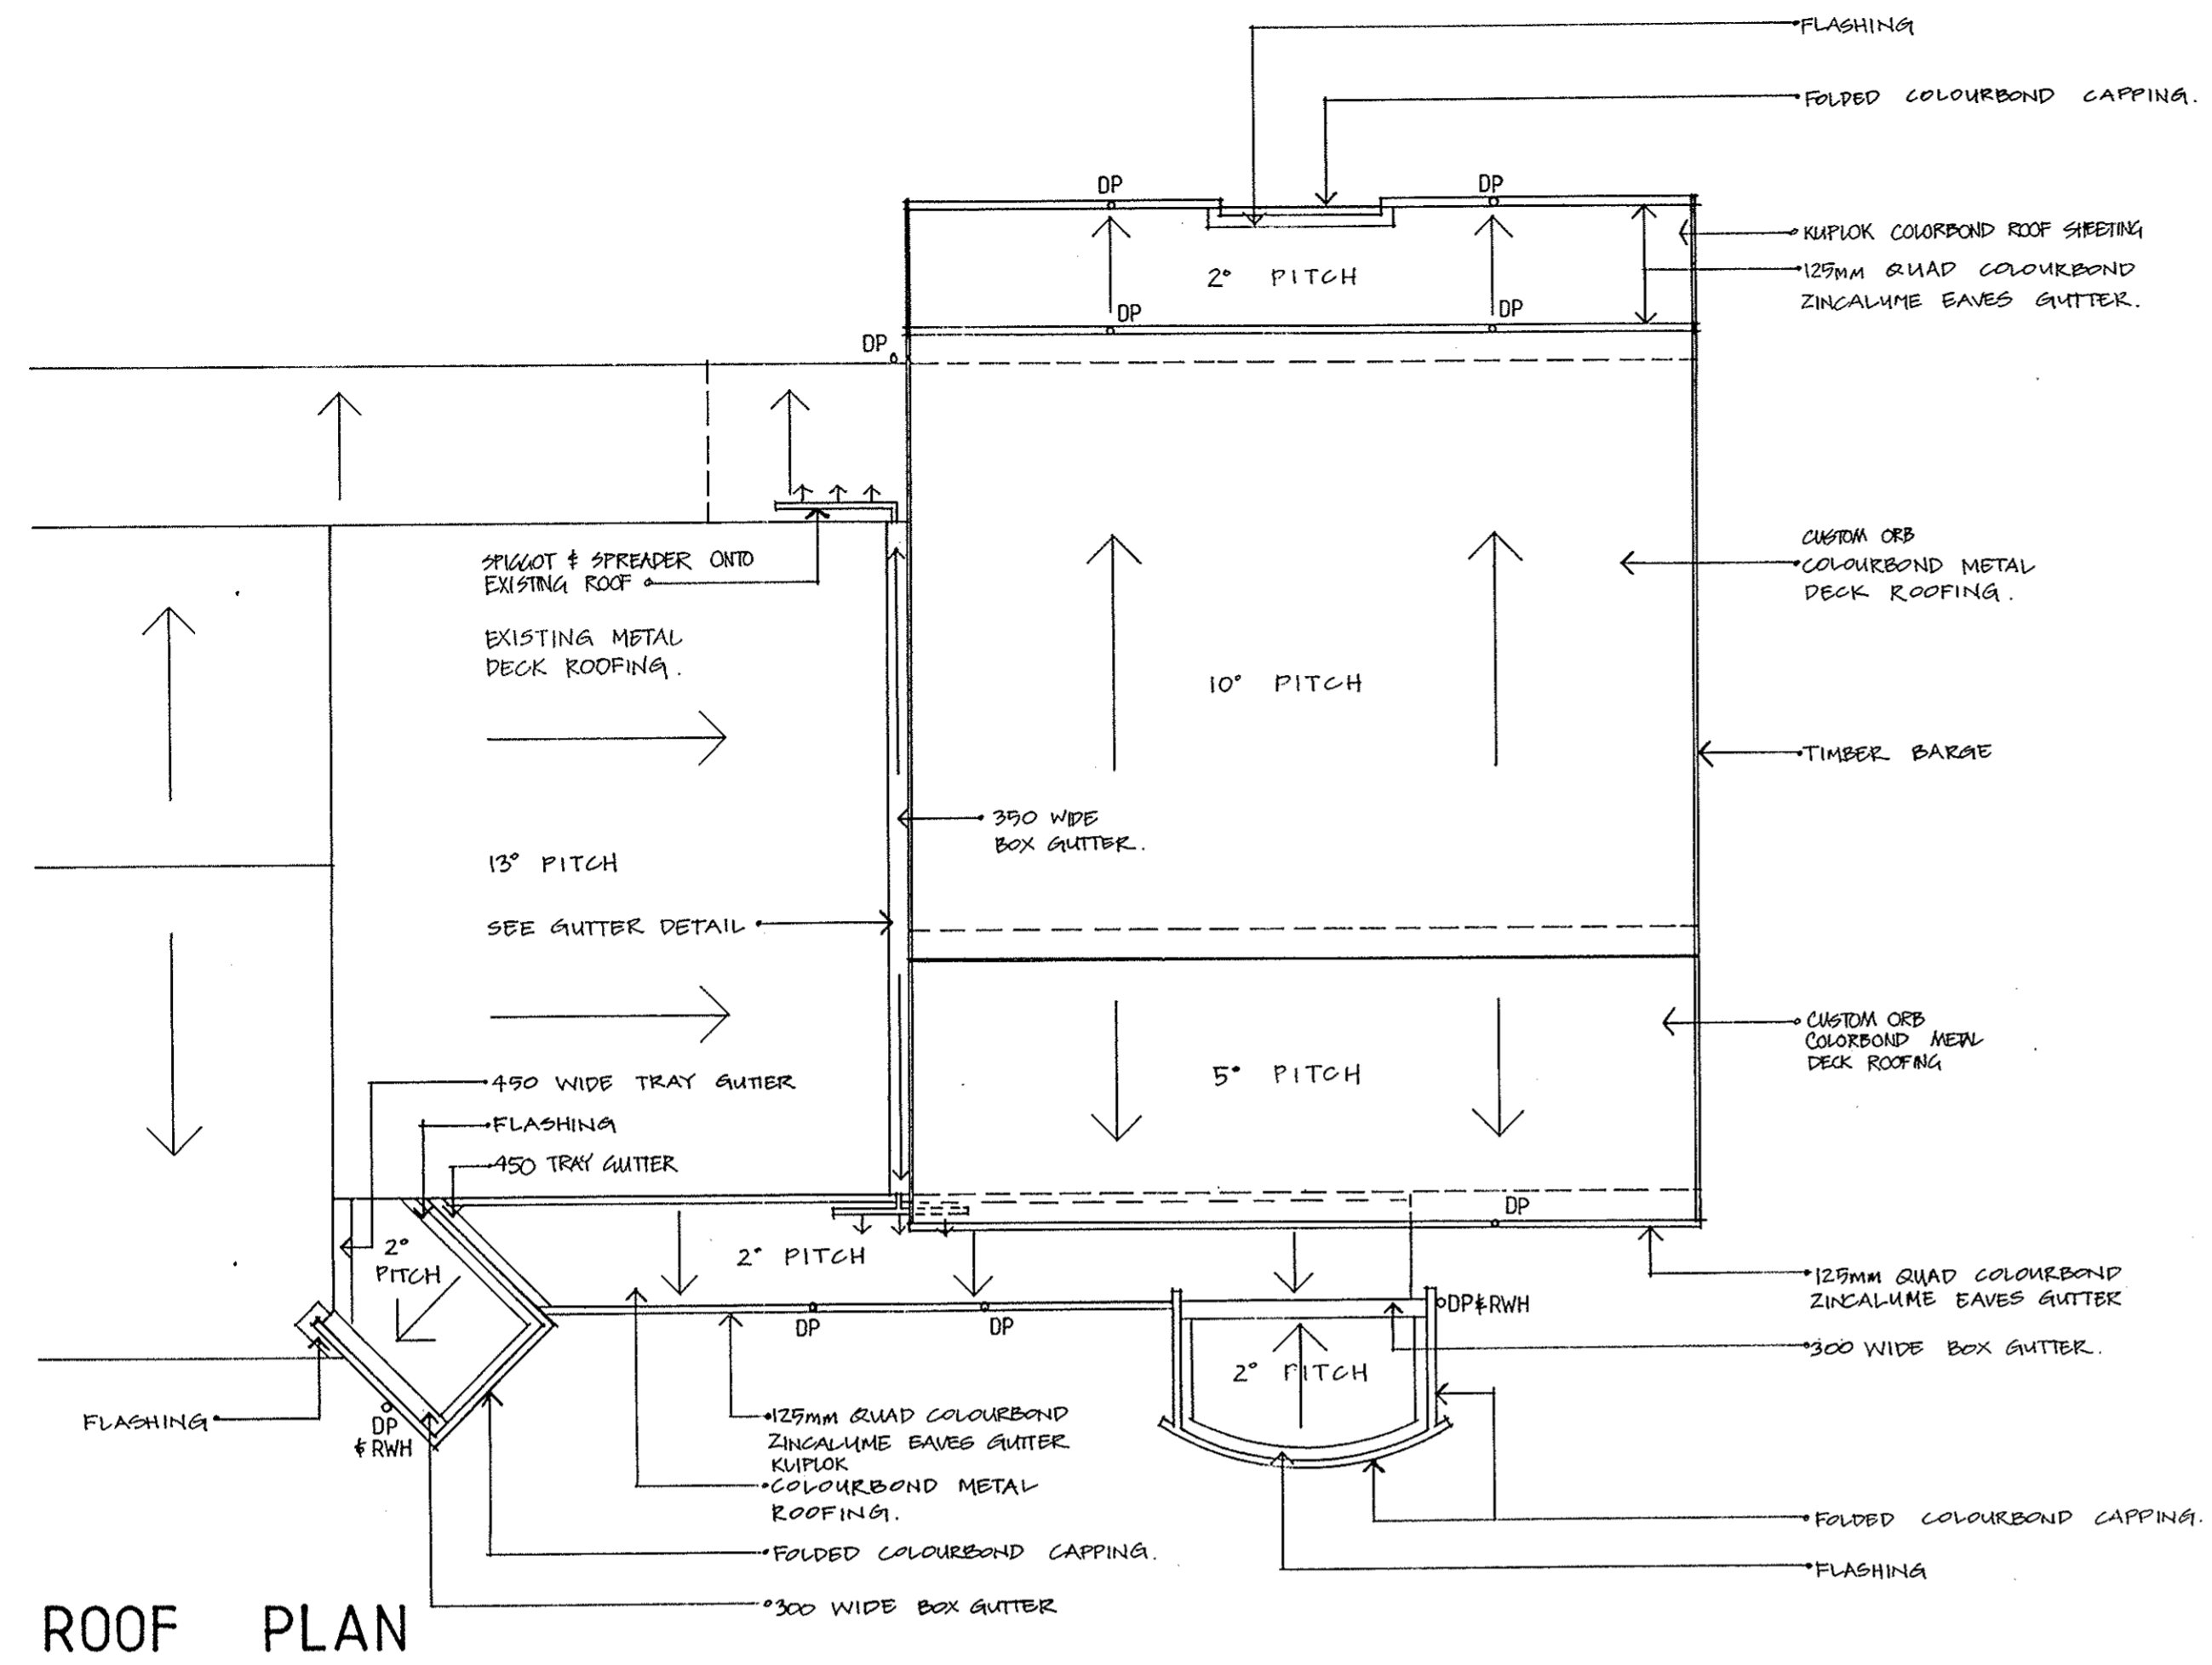 FLASHING
FOLDED COLOURBOND CAPPING.
DP
DP
KLIPLOK COLORBOND ROOF SHEETING
125MM QUAD COLOURBOND
ZINCALUME EAVES GUTTER.
2° PITCH
DP
DP
DP
SPIGGOT & SPREADER ONTO
EXISTING ROOF
EXISTING METAL
DECK ROOFING.
CUSTOM ORB
COLOURBOND METAL
DECK ROOFING.
10° PITCH
TIMBER BARGE
350 WIDE
BOX GUTTER.
13° PITCH
SEE GUTTER DETAIL
CUSTOM ORB
COLORBOND METAL
DECK ROOFING
5° PITCH
450 WIDE TRAY GUTTER
FLASHING
450 TRAY GUTTER
DP
2°
PITCH
2° PITCH
125MM QUAD COLOURBOND
ZINCALUME EAVES GUTTER
DP
DP
DP & RWH
300 WIDE BOX GUTTER.
2° PITCH
FLASHING
DP
& RWH
125MM QUAD COLOURBOND
ZINCALUME EAVES GUTTER
KLIPLOK
COLOURBOND METAL
ROOFING.
FOLDED COLOURBOND CAPPING.
FOLDED COLOURBOND CAPPING.
FLASHING
300 WIDE BOX GUTTER
ROOF PLAN